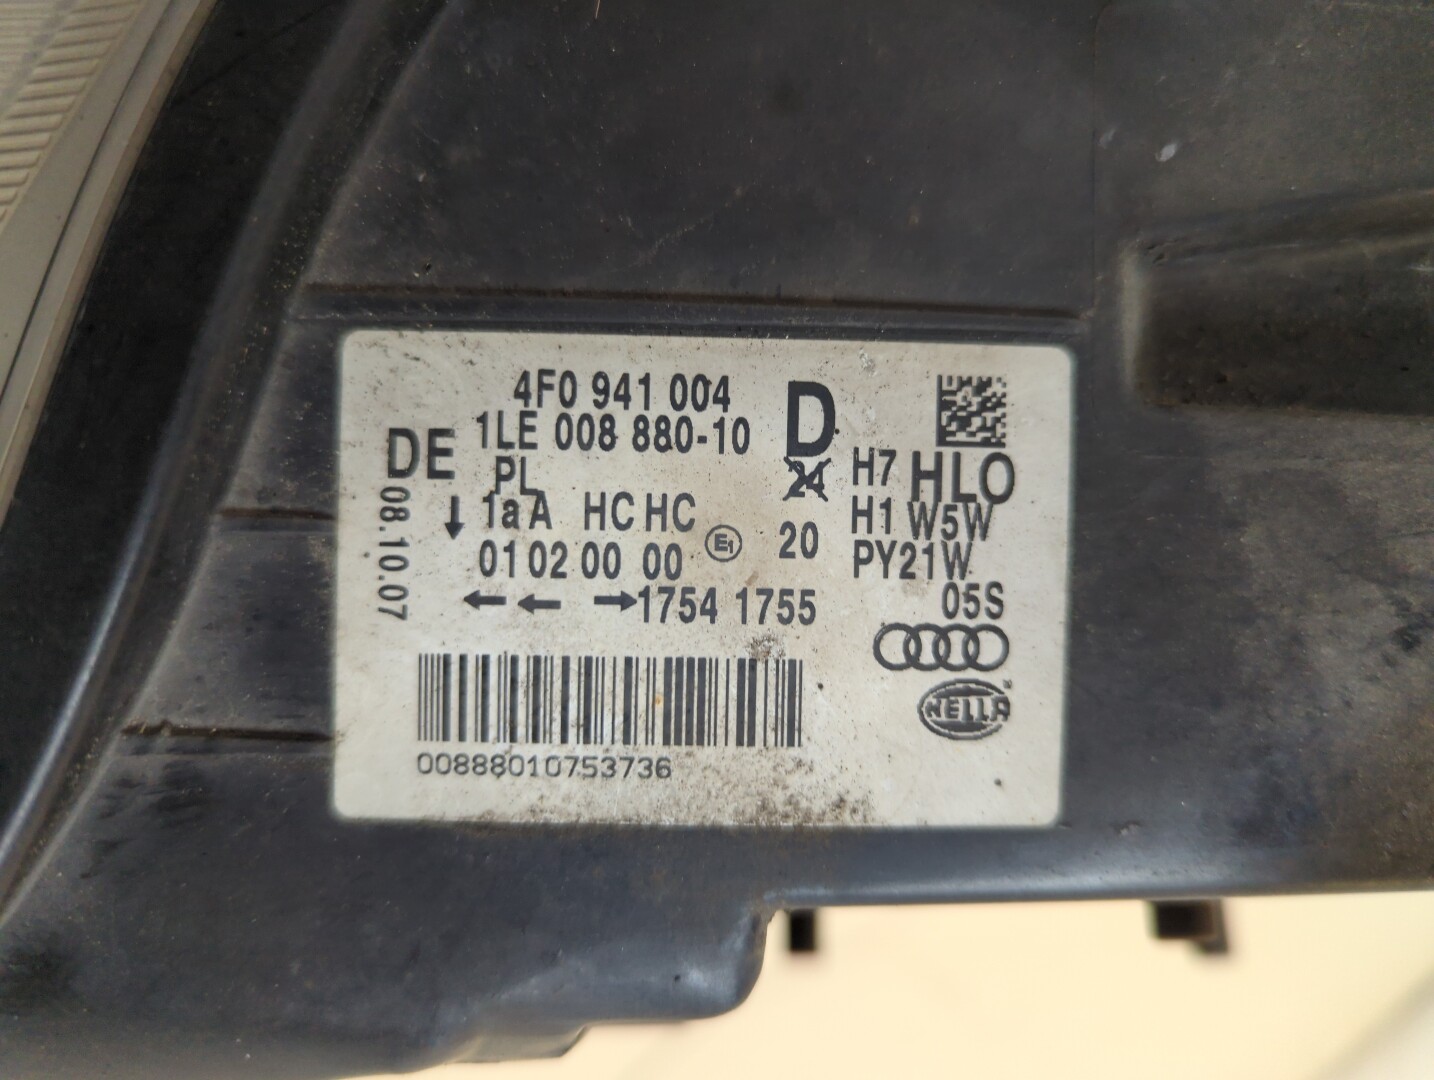 4F0 941 004
D
1LE 008 880-10
DE
PL
24
H7 HLO
1aA HC HC
H1 W5W
01 02 00 00
E1
20
PY21W
1754 1755
05S
08.10.07
HELLA
00888010753736